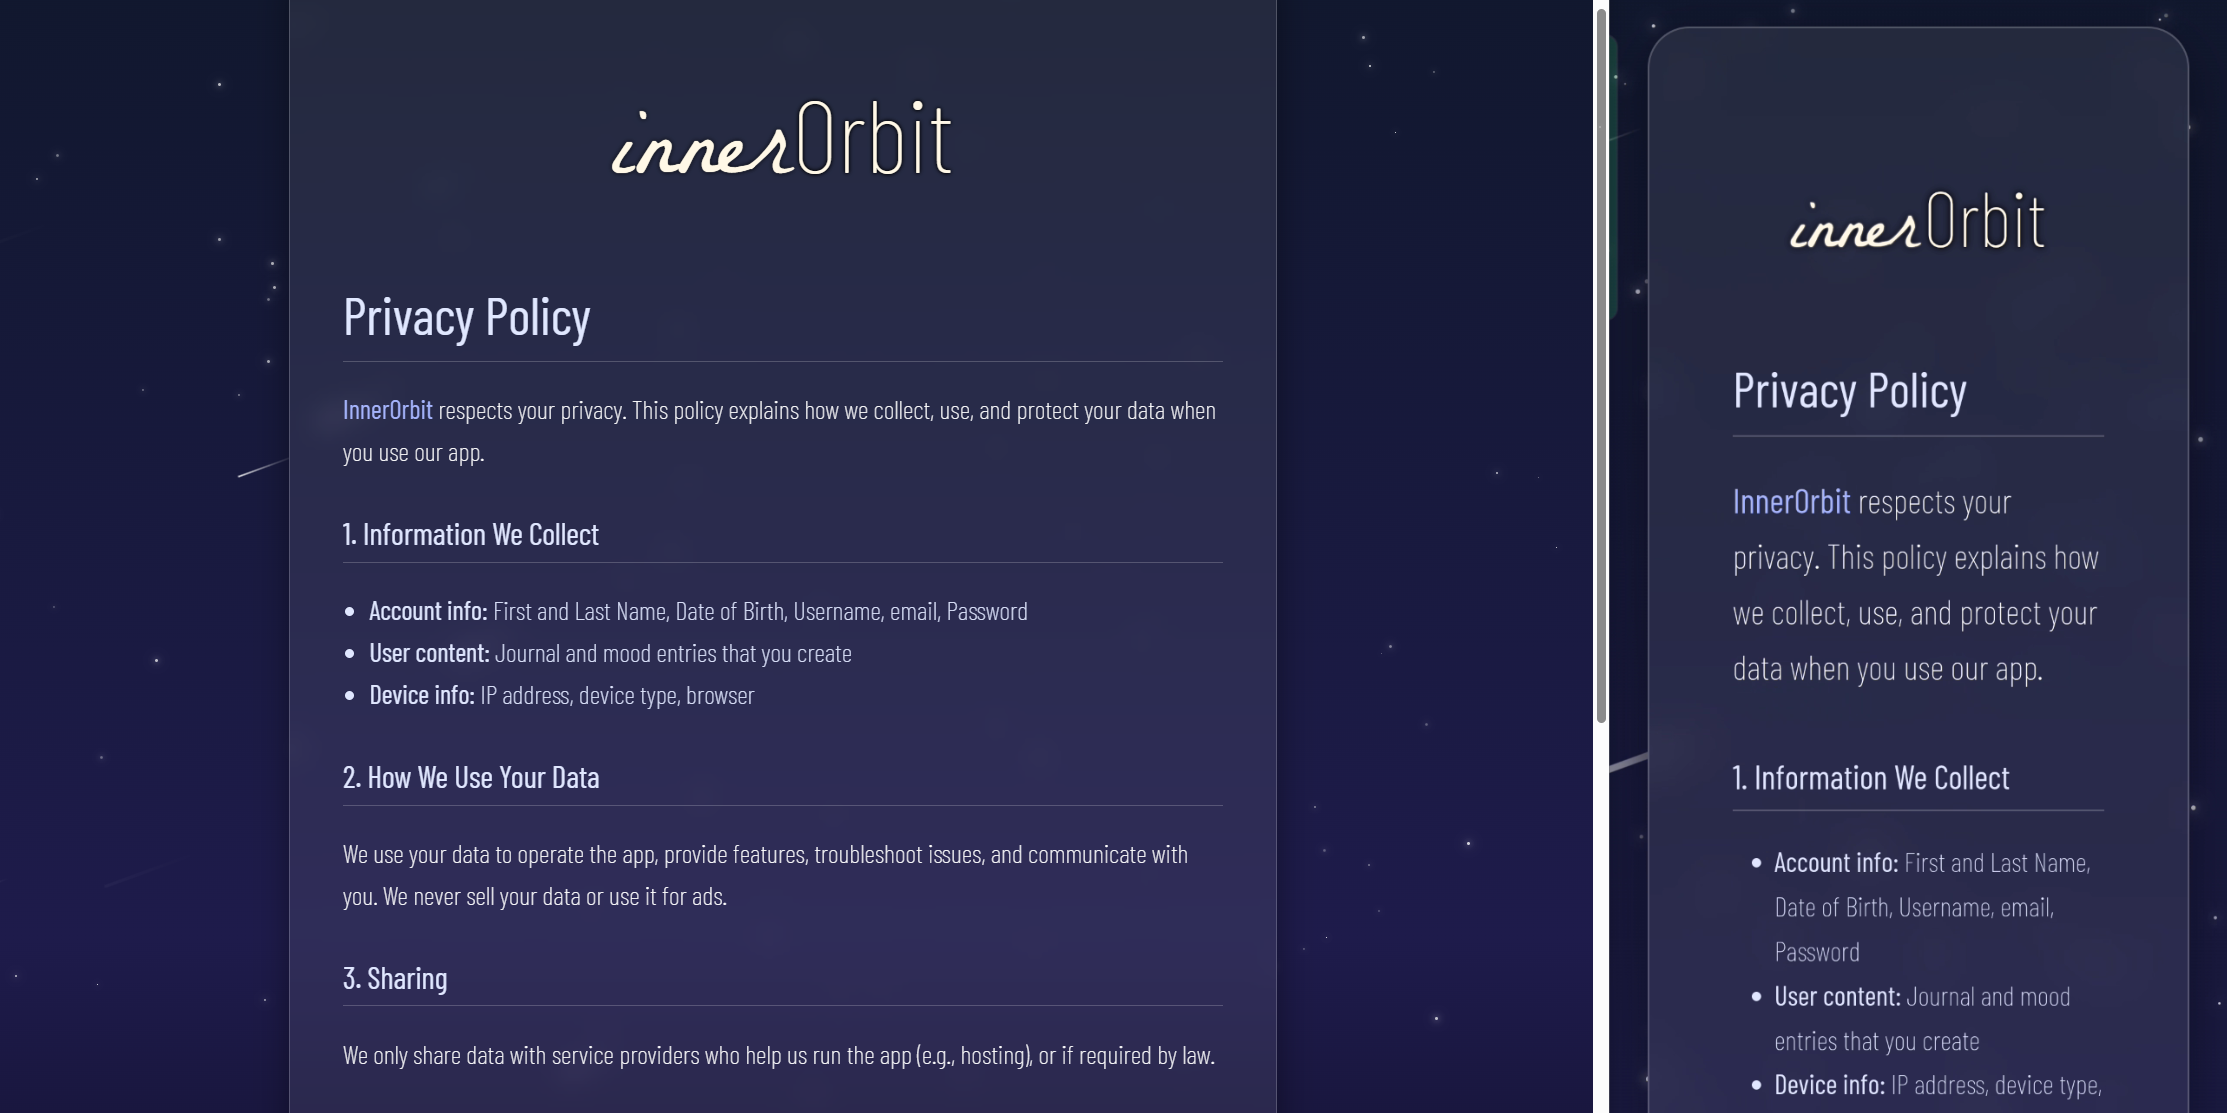 innerOrbit
Privacy Policy
InnerOrbit respects your privacy. This policy explains how we collect, use, and protect your data when
you use our app.
1. Information We Collect
• Account info: First and Last Name, Date of Birth, Username, email, Password
• User content: Journal and mood entries that you create
• Device info: IP address, device type, browser
2. How We Use Your Data
We use your data to operate the app, provide features, troubleshoot issues, and communicate with
you. We never sell your data or use it for ads.
3. Sharing
We only share data with service providers who help us run the app (e.g., hosting), or if required by law.
innerOrbit
Privacy Policy
InnerOrbit respects your
privacy. This policy explains how
we collect, use, and protect your
data when you use our app.
1. Information We Collect
• Account info: First and Last Name,
Date of Birth, Username, email,
Password
• User content: Journal and mood
entries that you create
• Device info: IP address, device type,